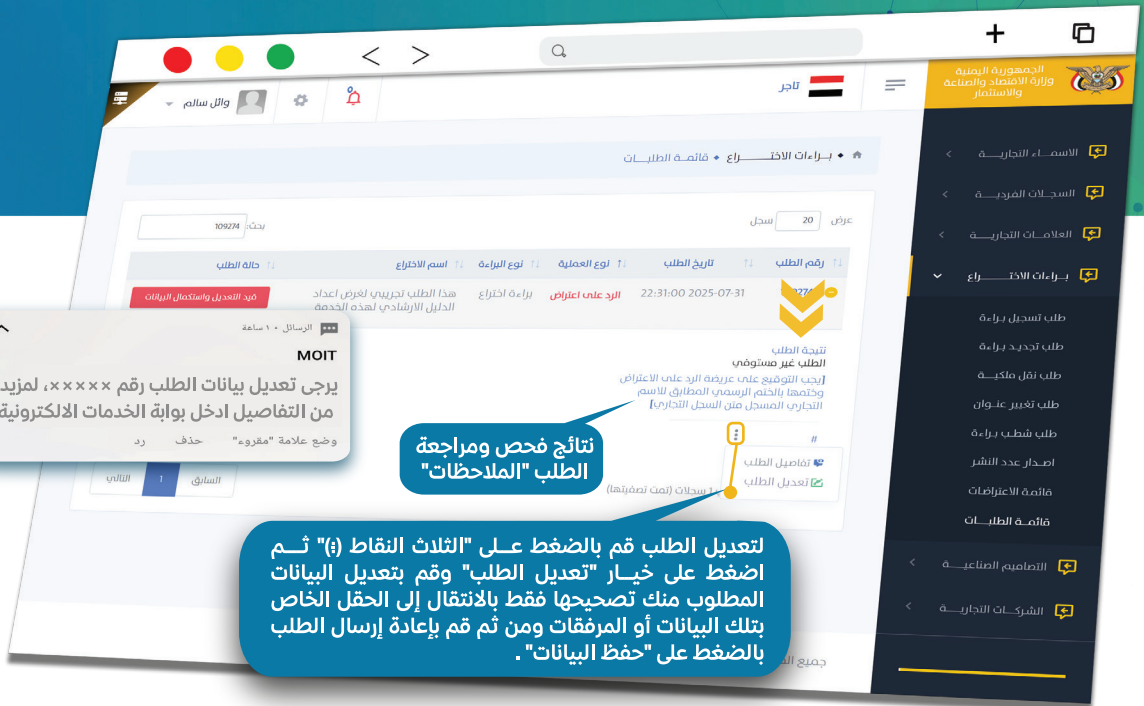 الجمهورية اليمنية
وزارة الاقتصاد والصناعة
والاستثمار
تاجر
وائل سالم
الاسماء التجارية
السجلات الفردية
العلامات التجارية
براءات الاختراع
طلب تسجيل براءة
طلب تجديد براءة
طلب نقل ملكية
طلب تغيير عنوان
طلب شطب براءة
اصدار عدد النشر
قائمة الاعتراضات
قائمة الطلبات
التصاميم الصناعية
الشركات التجارية
براءات الاختراع • قائمة الطلبات
عرض 20 سجل
بحث: 109274
رقم الطلب تاريخ الطلب نوع العملية نوع البراءة اسم الاختراع حالة الطلب
2025-07-31 22:31:00 الرد على اعتراض براءة اختراع هذا الطلب تجريبي لغرض اعداد قيد التعديل واستكمال البيانات
الدليل الارشادي لهذه الخدمة
نتيجة الطلب
الطلب غير مستوفي
[يجب التوقيع على عريضة الرد على الاعتراض
وختمها بالختم الرسمي المطابق للاسم
التجاري المسجل متن السجل التجاري]
#
تفاصيل الطلب
تعديل الطلب
1 سجلات (تمت تصفيتها)
السابق 1 التالي
الرسائل • ١ ساعة
MOIT
يرجى تعديل بيانات الطلب رقم ×××××، لمزيد
من التفاصيل ادخل بوابة الخدمات الالكترونية
وضع علامة "مقروء" حذف رد
نتائج فحص ومراجعة
الطلب "الملاحظات"
لتعديل الطلب قم بالضغط على "الثلاث النقاط (⋮)" ثم
اضغط على خيار "تعديل الطلب" وقم بتعديل البيانات
المطلوب منك تصحيحها فقط بالانتقال إلى الحقل الخاص
بتلك البيانات أو المرفقات ومن ثم قم بإعادة إرسال الطلب
بالضغط على "حفظ البيانات" .
جميع